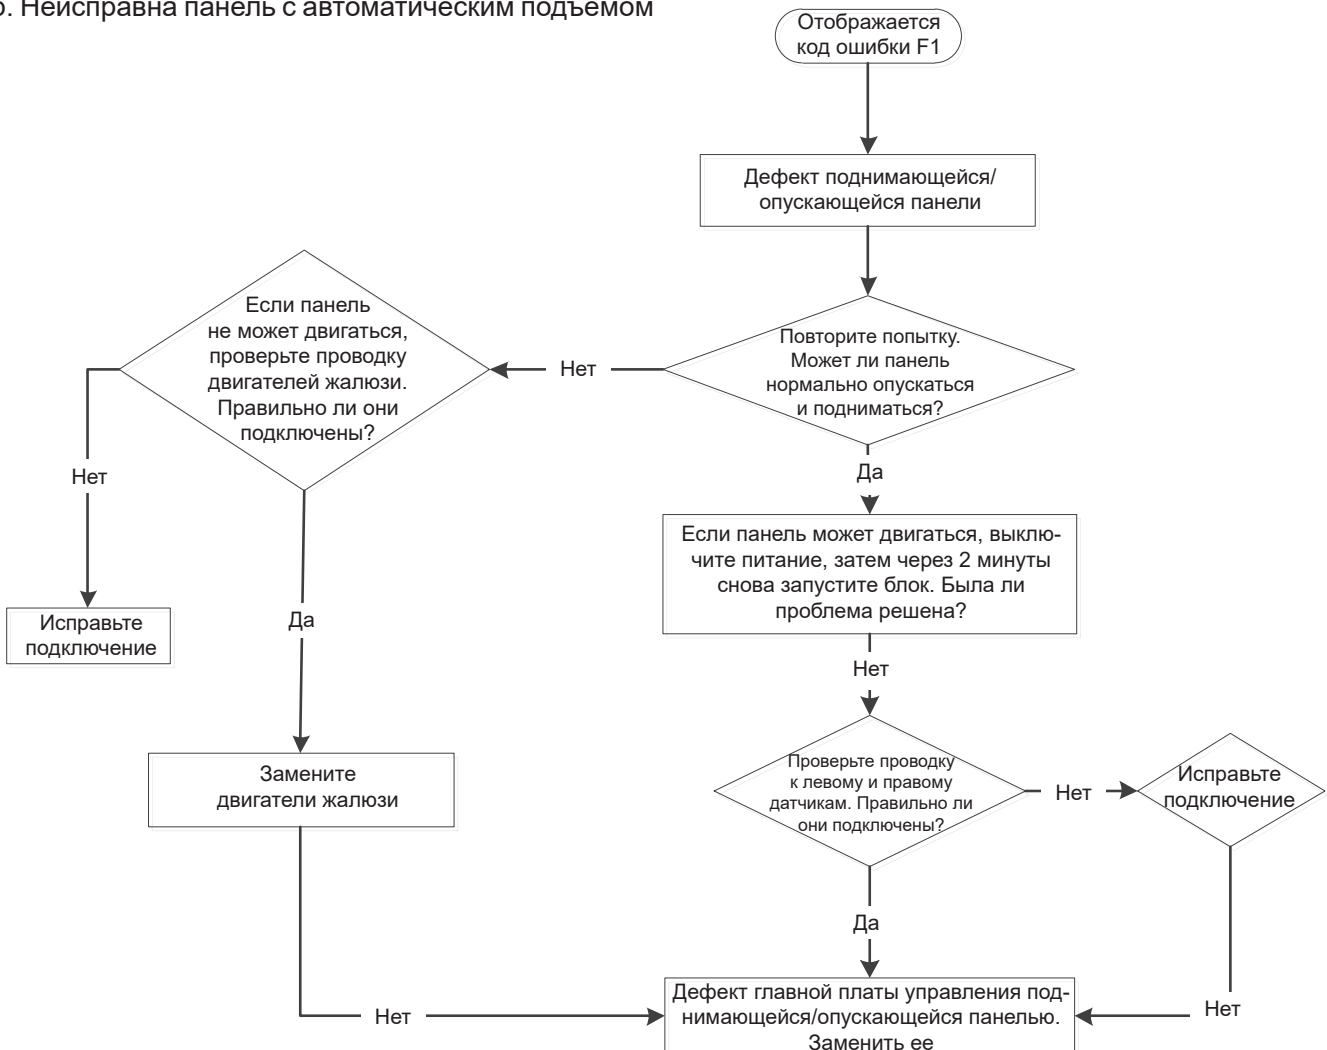 Неисправна панель с автоматическим подъемом
Отображается
код ошибки F1
Дефект поднимающейся/
опускающейся панели
Если панель
не может двигаться,
проверьте проводку
двигателей жалюзи.
Правильно ли они
подключены?
Повторите попытку.
Может ли панель
нормально опускаться
и подниматься?
Нет
Нет
Да
Если панель может двигаться, выклю-
чите питание, затем через 2 минуты
снова запустите блок. Была ли
проблема решена?
Исправьте
подключение
Да
Нет
Замените
двигатели жалюзи
Проверьте проводку
к левому и правому
датчикам. Правильно ли
они подключены?
Нет
Исправьте
подключение
Да
Дефект главной платы управления под-
нимающейся/опускающейся панелью.
Заменить ее
Нет
Нет